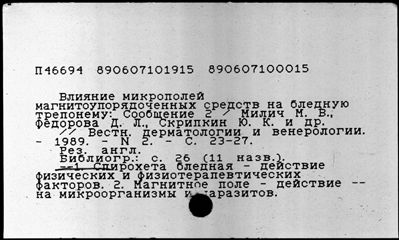 П46694 890607101915 890607100015
Влияние микрополей
магнитоупорядоченных средств на бледную
трепонему: Сообщение 2 / Милич М. В.,
Федорова Д. Л., Скрипкин Ю. К. и др.
// Вестн. дерматологии и венерологии.
- 1989. - N 2. - С. 23-27.
Рез. англ.
Библиогр.: с. 26 (11 назв.).
--1. Спирохета бледная - действие
физических и физиотерапевтических
факторов. 2. Магнитное поле - действие --
на микроорганизмы и паразитов.